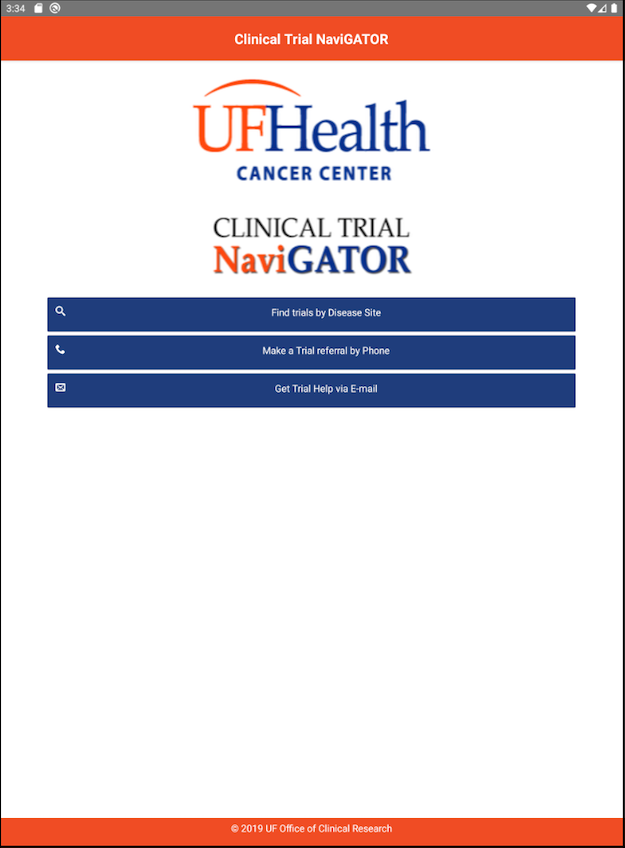 3:34
Clinical Trial NaviGATOR
UFHealth
CANCER CENTER
CLINICAL TRIAL
NaviGATOR
Find trials by Disease Site
Make a Trial referral by Phone
Get Trial Help via E-mail
© 2019 UF Office of Clinical Research